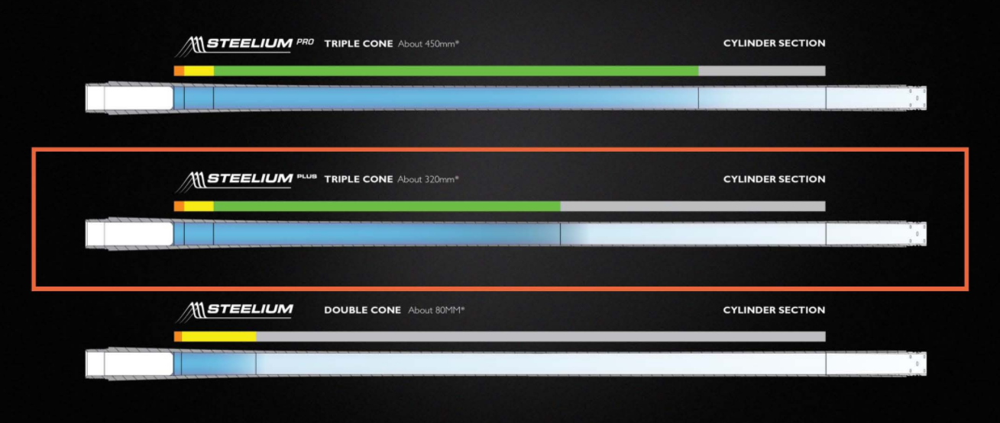 STEELIUM PRO TRIPLE CONE About 450mm* CYLINDER SECTION
STEELIUM PLUS TRIPLE CONE About 320mm* CYLINDER SECTION
STEELIUM DOUBLE CONE About 80MM* CYLINDER SECTION